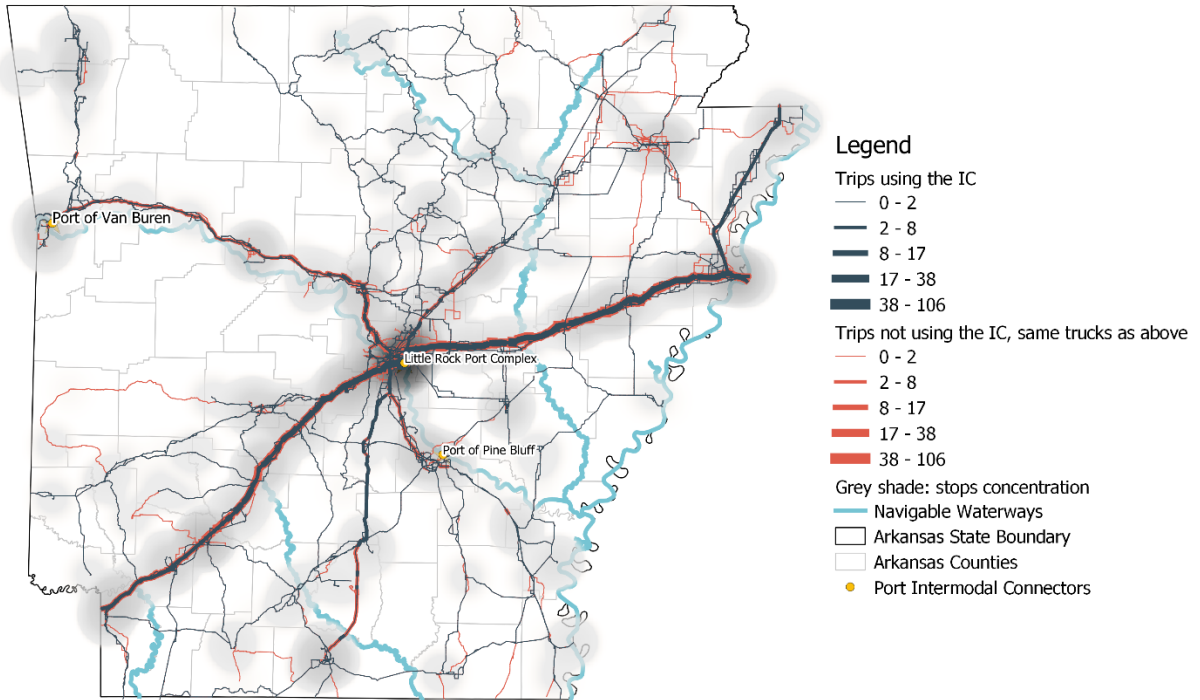 Port of Van Buren
Little Rock Port Complex
Port of Pine Bluff
Legend
Trips using the IC
0 - 2
2 - 8
8 - 17
17 - 38
38 - 106
Trips not using the IC, same trucks as above
0 - 2
2 - 8
8 - 17
17 - 38
38 - 106
Grey shade: stops concentration
Navigable Waterways
Arkansas State Boundary
Arkansas Counties
Port Intermodal Connectors